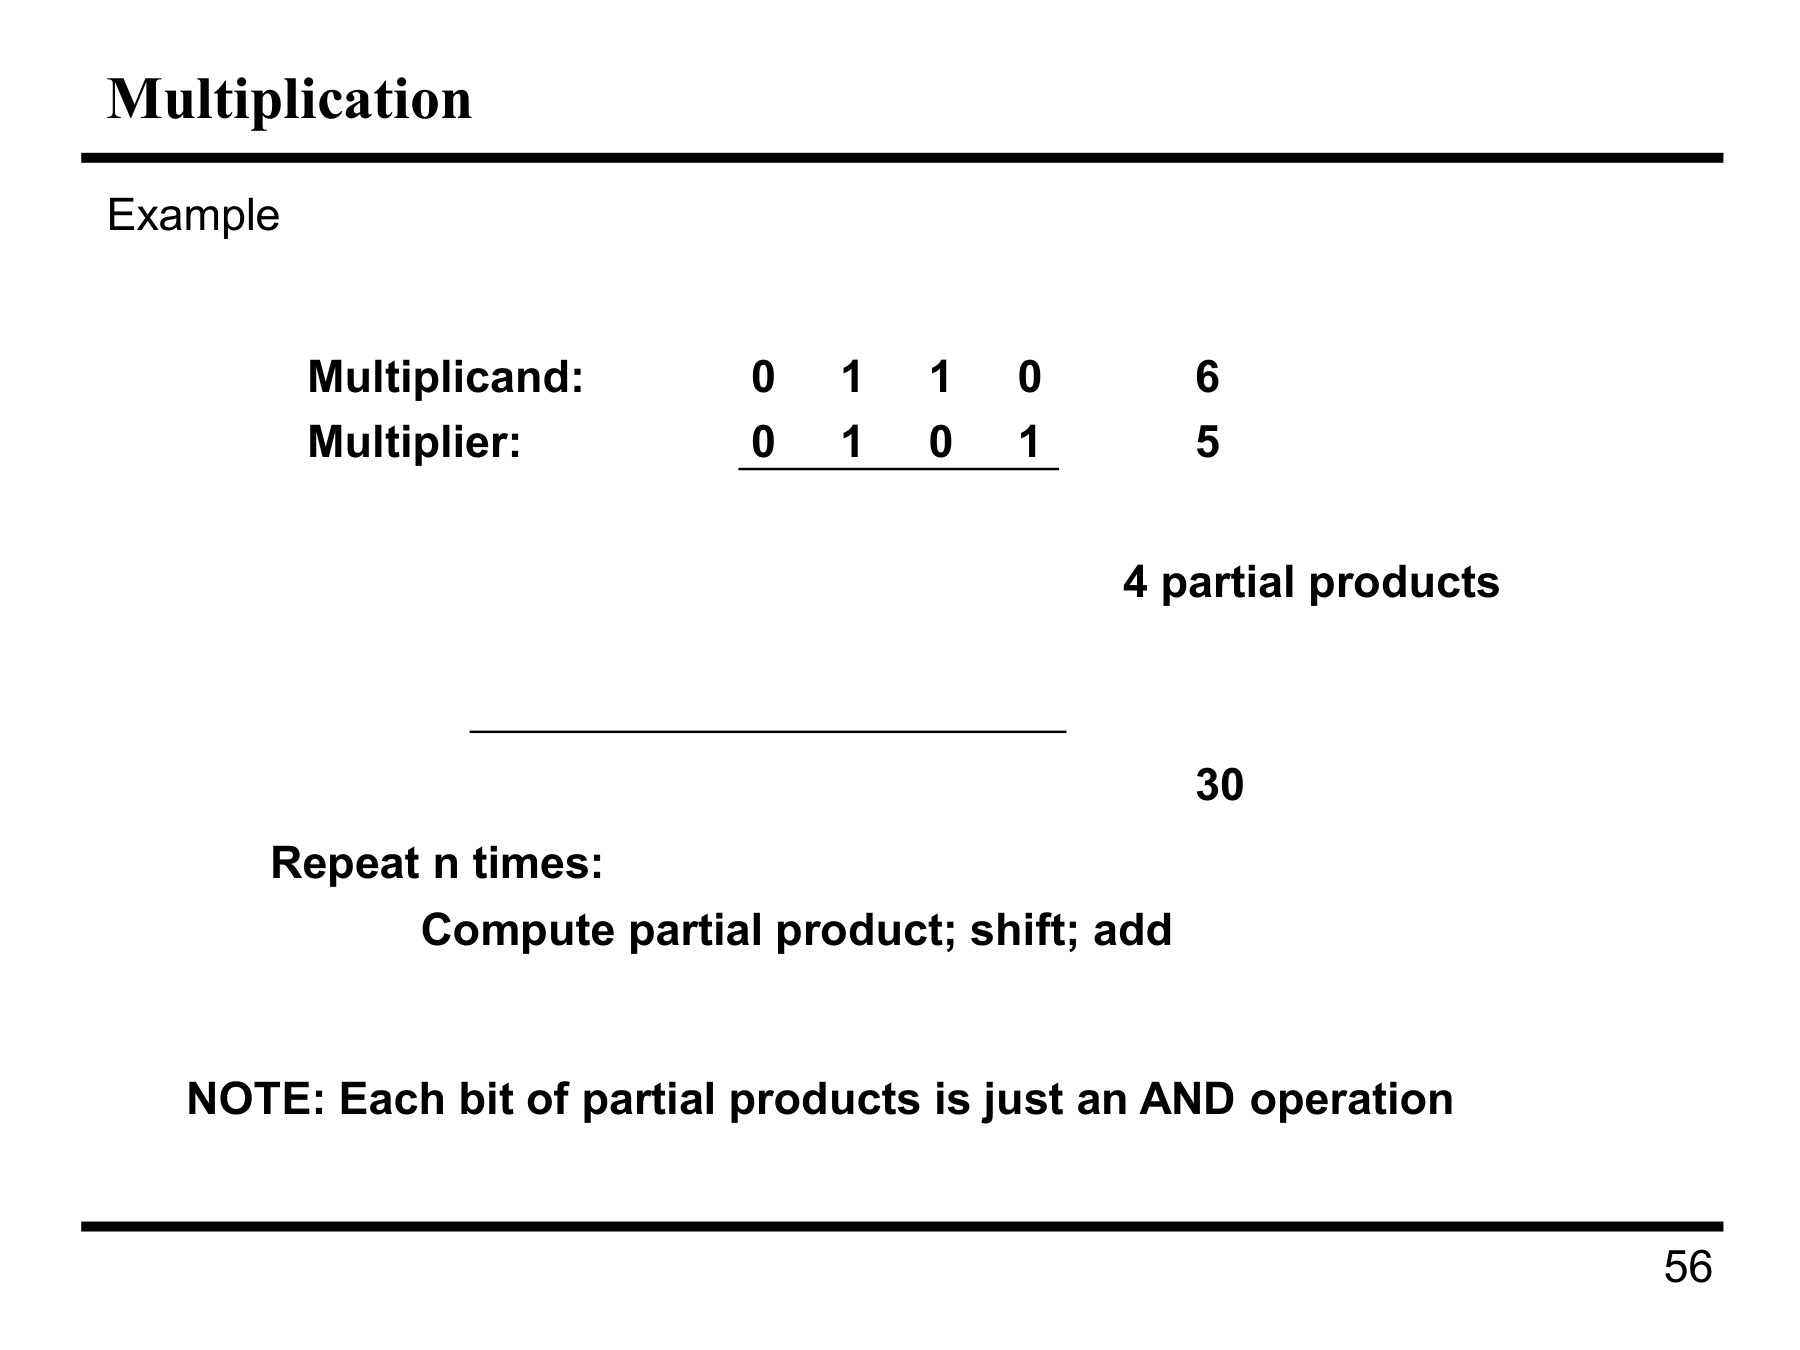 Multiplication
Example
Multiplicand: 0 1 1 0 6
Multiplier: 0 1 0 1 5
4 partial products
30
Repeat n times:
Compute partial product; shift; add
NOTE: Each bit of partial products is just an AND operation
56